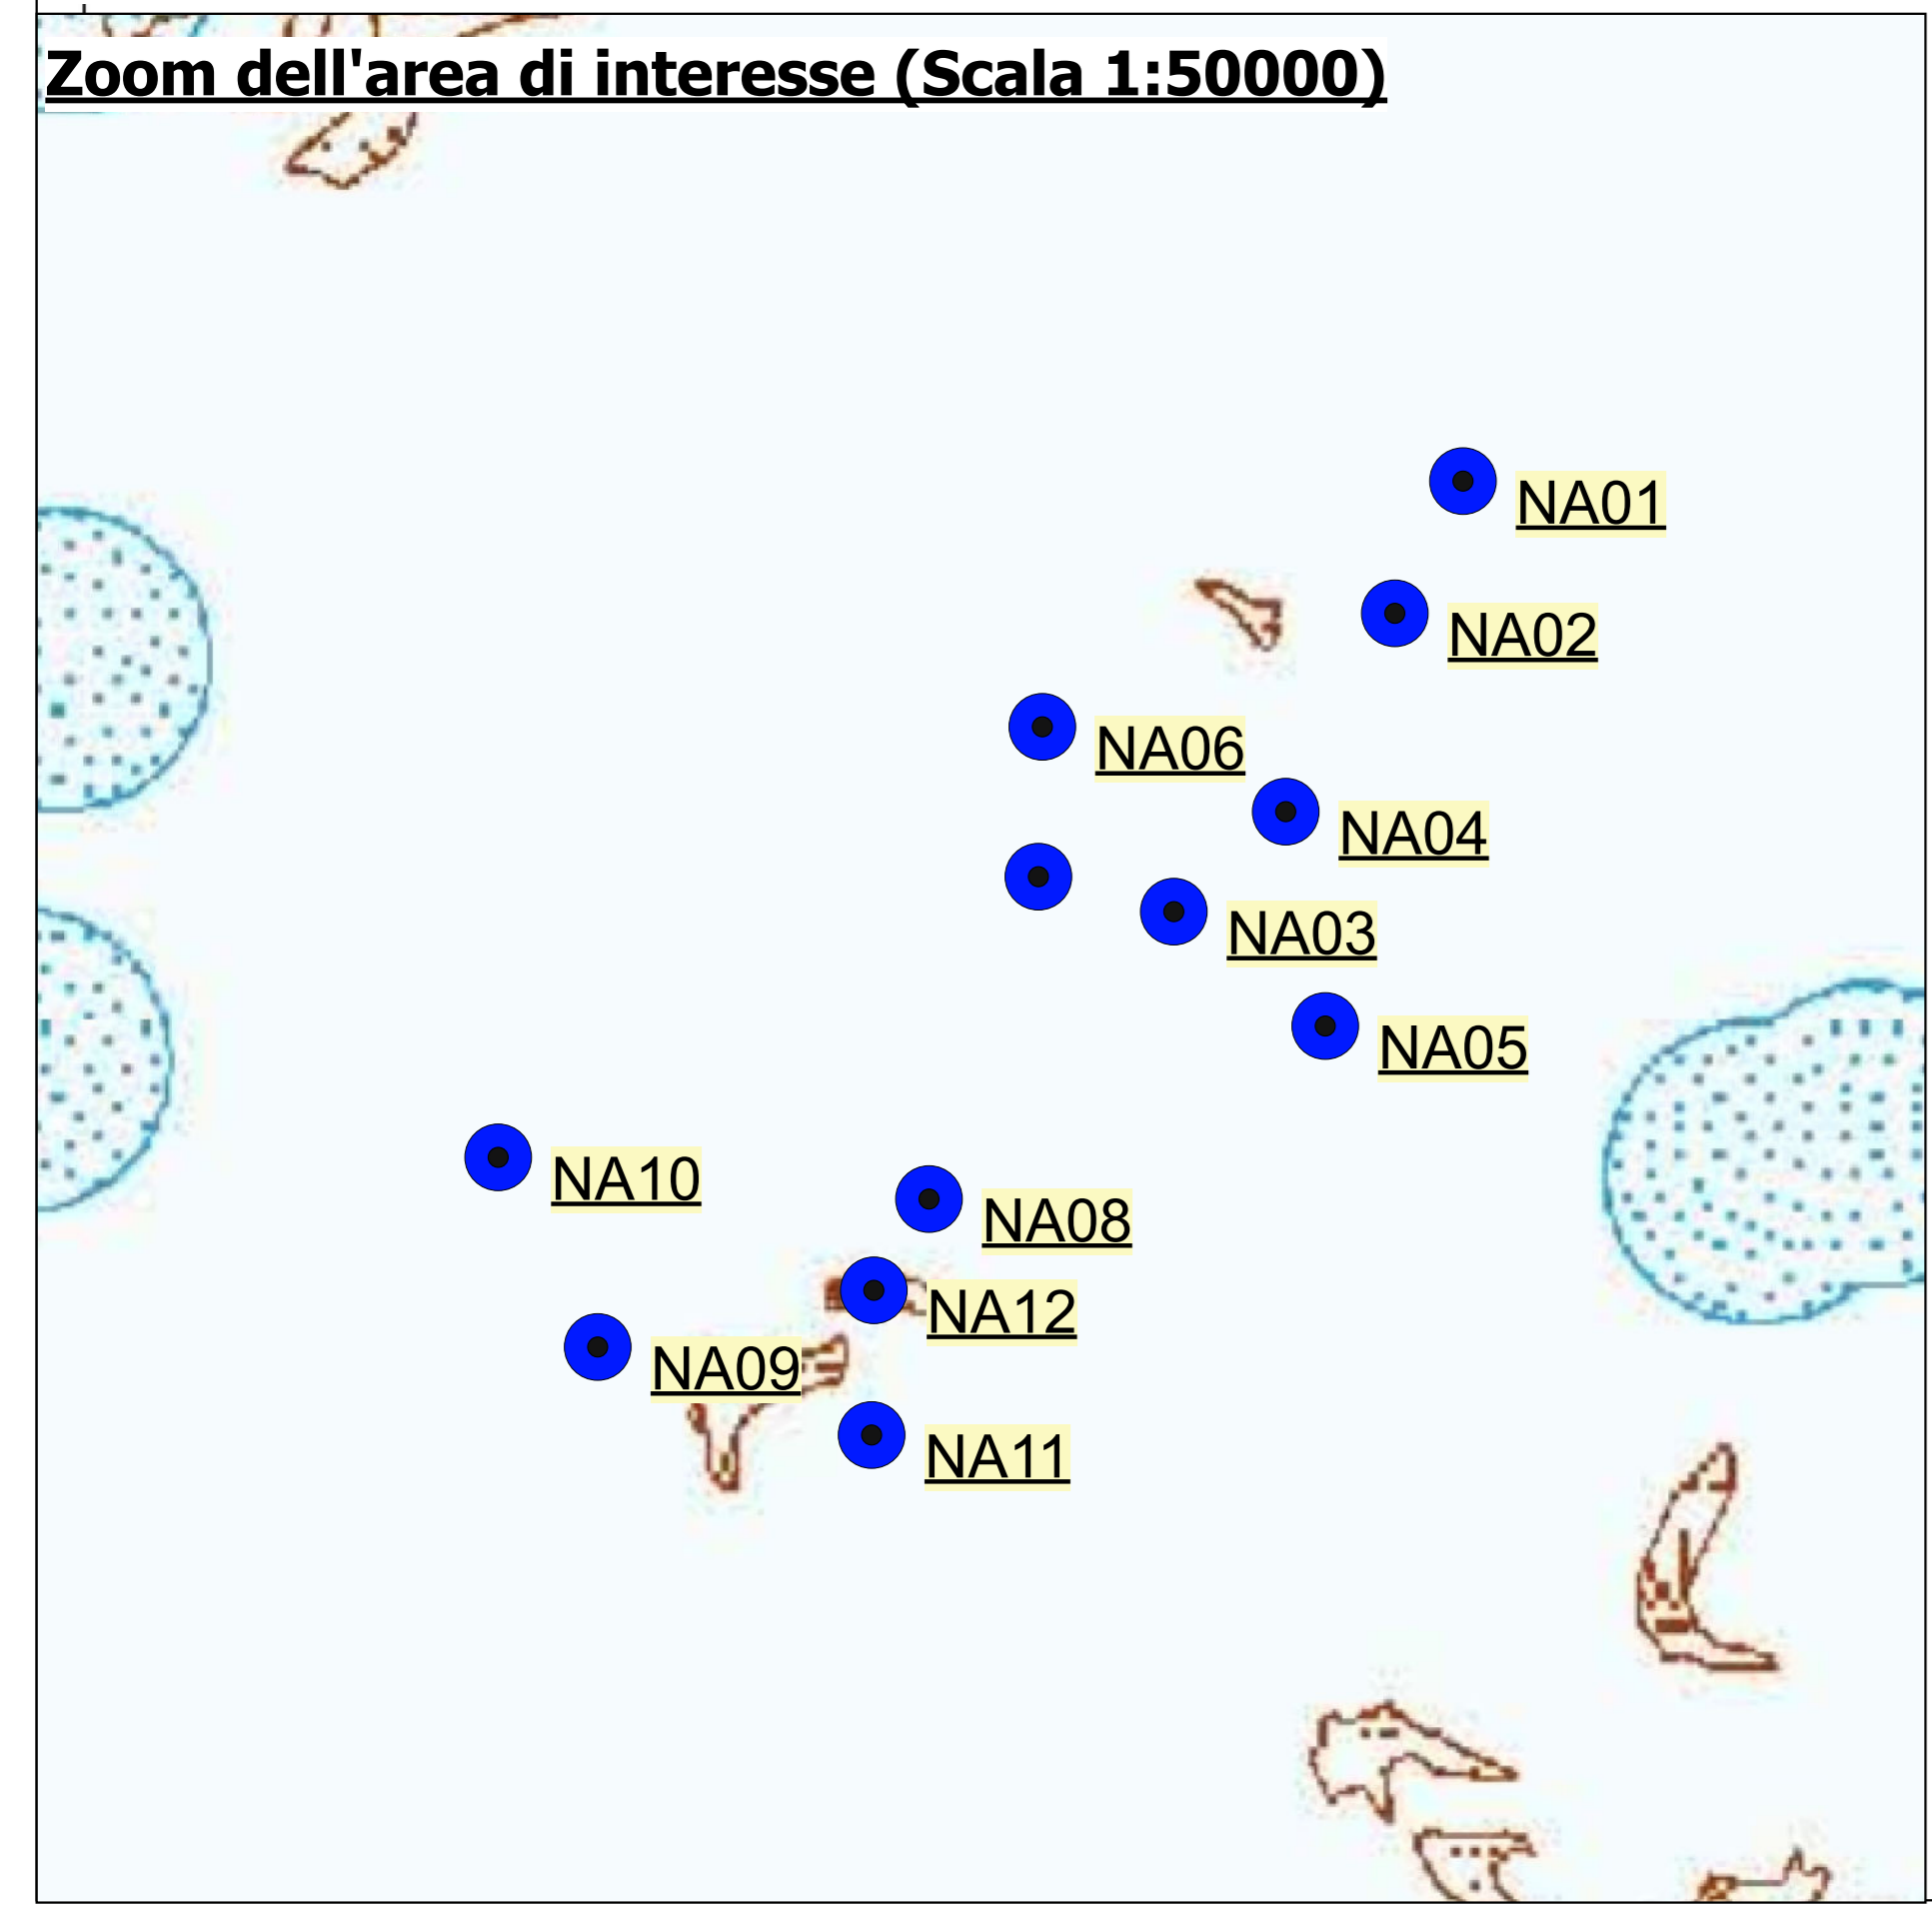 Zoom dell'area di interesse (Scala 1:50000)
NA01
NA02
NA06
NA04
NA03
NA05
NA10
NA08
NA12
NA09
NA11